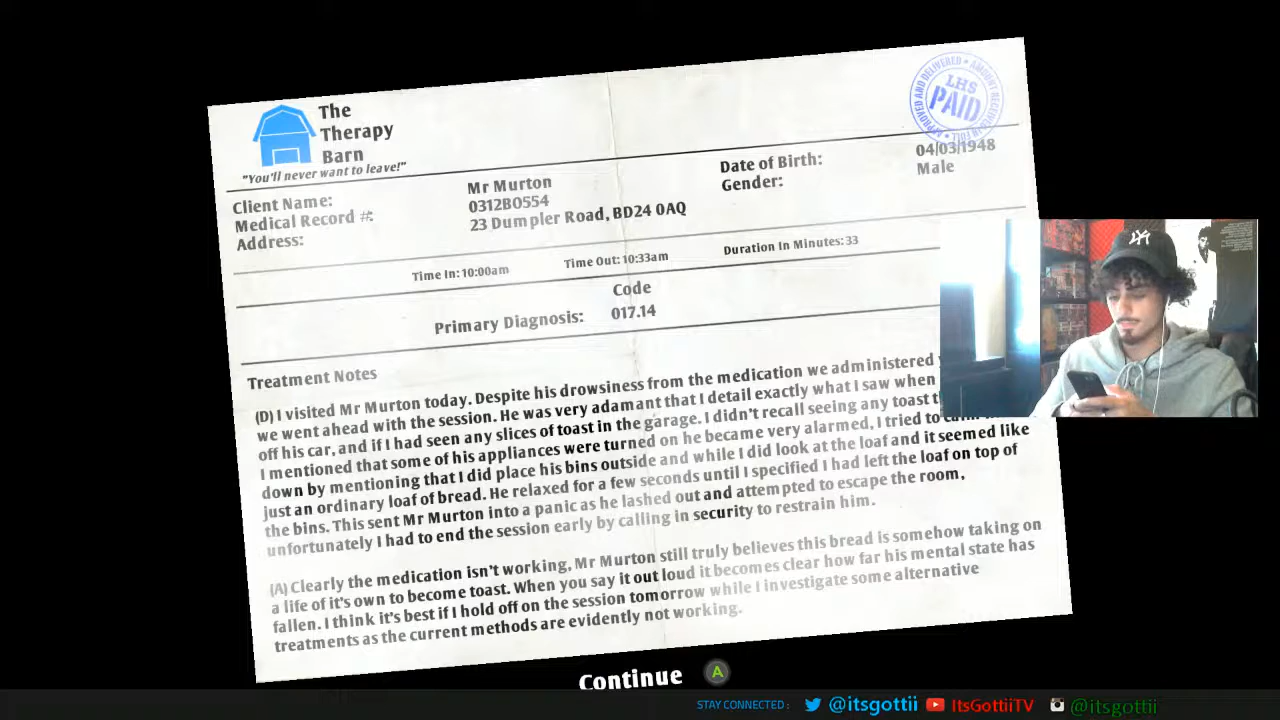 The
Therapy
Barn
"You'll never want to leave!"
APPROVED AND DELIVERED • AMOUNT RECEIVED IN FULL
LHS
PAID
Client Name: Mr Murton Date of Birth: 04/03/1948
Medical Record #: 0312B0554 Gender: Male
Address: 23 Dumpler Road, BD24 0AQ
Time In: 10:00am Time Out: 10:33am Duration In Minutes: 33
Code
Primary Diagnosis: 017.14
Treatment Notes
(D) I visited Mr Murton today. Despite his drowsiness from the medication we administered
we went ahead with the session. He was very adamant that I detail exactly what I saw when
off his car, and if I had seen any slices of toast in the garage. I didn't recall seeing any toast
I mentioned that some of his appliances were turned on he became very alarmed, I tried to
down by mentioning that I did place his bins outside and while I did look at the loaf and it seemed like
just an ordinary loaf of bread. He relaxed for a few seconds until I specified I had left the loaf on top of
the bins. This sent Mr Murton into a panic as he lashed out and attempted to escape the room,
unfortunately I had to end the session early by calling in security to restrain him.
(A) Clearly the medication isn't working, Mr Murton still truly believes this bread is somehow taking on
a life of it's own to become toast. When you say it out loud it becomes clear how far his mental state has
fallen. I think it's best if I hold off on the session tomorrow while I investigate some alternative
treatments as the current methods are evidently not working.
Continue A
STAY CONNECTED: @itsgottii ItsGottiiTV @itsgottii